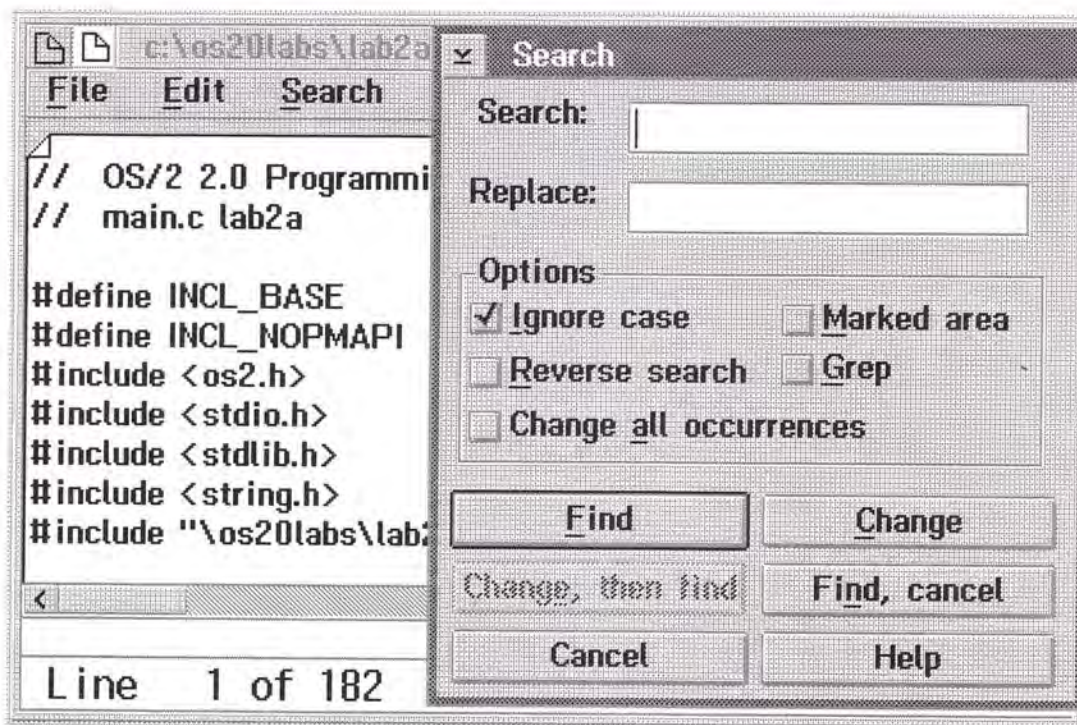 c:\os20labs\lab2a
File Edit Search
// OS/2 2.0 Programmi
// main.c lab2a
#define INCL_BASE
#define INCL_NOPMAPI
#include <os2.h>
#include <stdio.h>
#include <stdlib.h>
#include <string.h>
#include "\os20labs\lab2
Line 1 of 182
Search
Search:
Replace:
Options
Ignore case
Marked area
Reverse search
Grep
Change all occurrences
Find
Change
Change, then find
Find, cancel
Cancel
Help